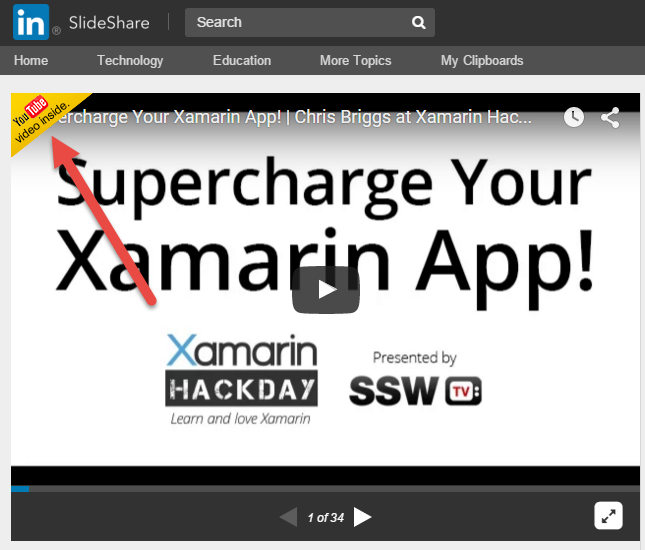 in® SlideShare
Search
Home Technology Education More Topics My Clipboards
YouTube
video inside.
ercharge Your Xamarin App! | Chris Briggs at Xamarin Hac...
Supercharge Your
Xamarin App!
Xamarin
HACKDAY
Learn and love Xamarin
Presented by
SSW TV:
1 of 34